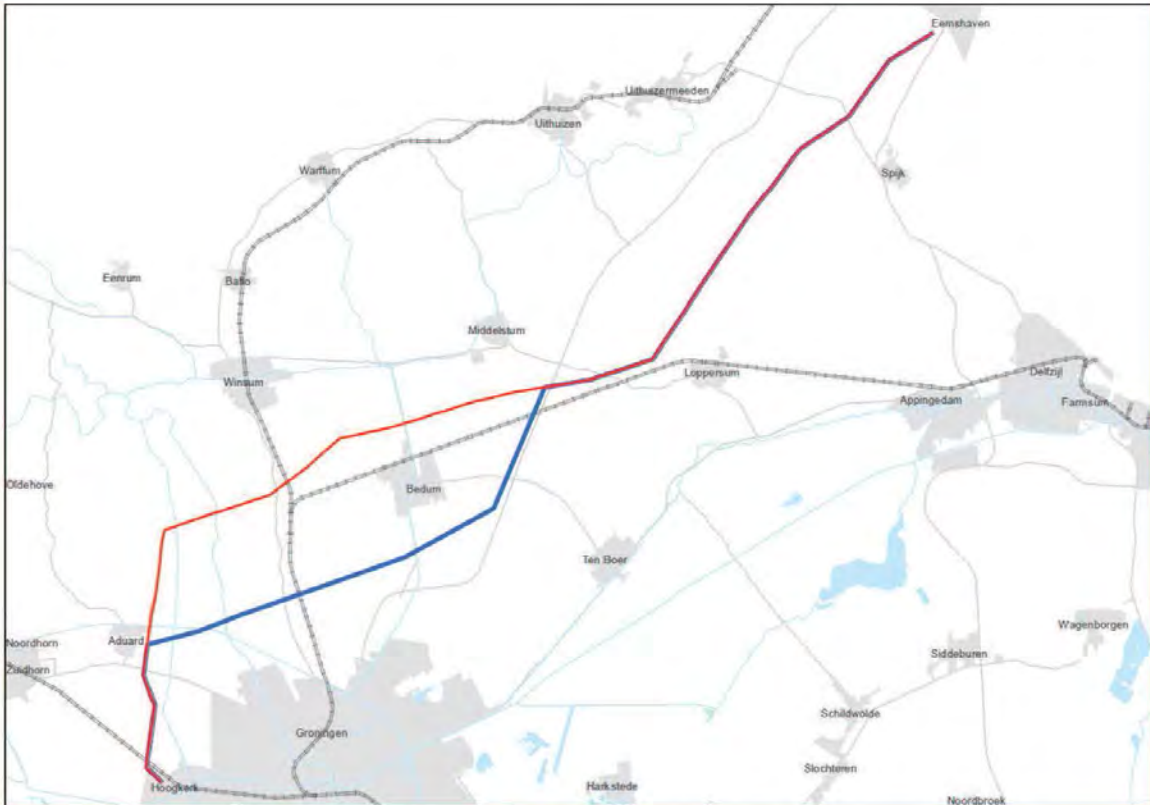 Eemshaven
Uithuizermeeden
Uithuizen
Warffum
Spijk
Eenrum
Baflo
Middelstum
Winsum
Loppersum
Delfzijl
Appingedam
Farmsum
Oldehove
Bedum
Ten Boer
Noordhorn
Aduard
Wagenborgen
Zuidhorn
Siddeburen
Schildwolde
Groningen
Slochteren
Hoogkerk
Harkstede
Noordbroek